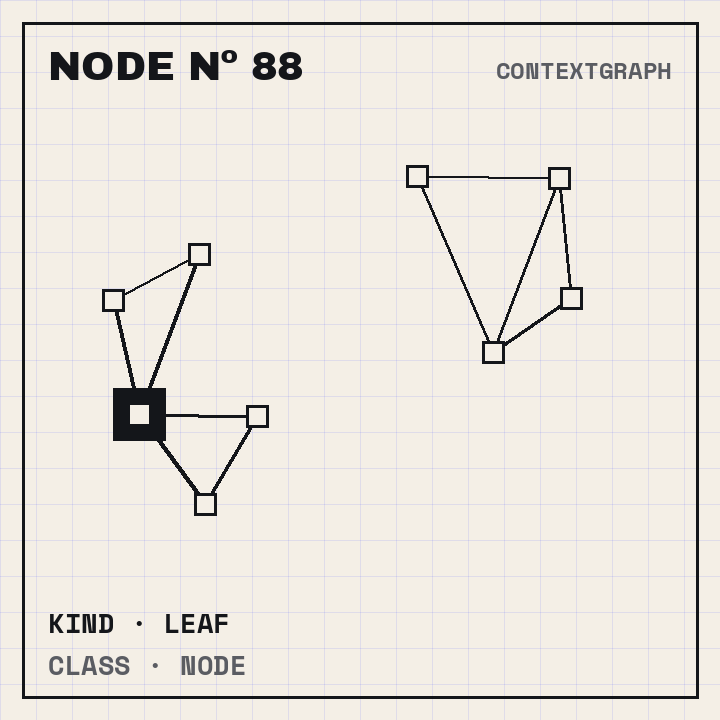 NODE Nº 88
CONTEXTGRAPH
KIND · LEAF
CLASS · NODE